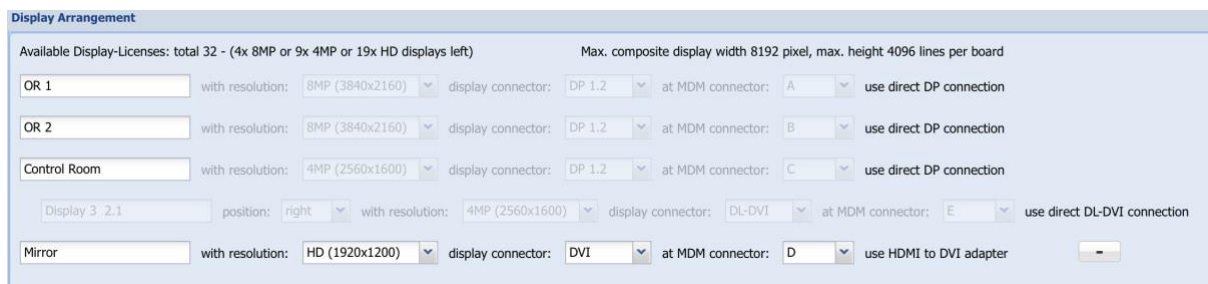 Display Arrangement
Available Display-Licenses: total 32 - (4x 8MP or 9x 4MP or 19x HD displays left) Max. composite display width 8192 pixel, max. height 4096 lines per board
OR 1 with resolution: 8MP (3840x2160) display connector: DP 1.2 at MDM connector: A use direct DP connection
OR 2 with resolution: 8MP (3840x2160) display connector: DP 1.2 at MDM connector: B use direct DP connection
Control Room with resolution: 4MP (2560x1600) display connector: DP 1.2 at MDM connector: C use direct DP connection
Display 3 2.1 position: right with resolution: 4MP (2560x1600) display connector: DL-DVI at MDM connector: E use direct DL-DVI connection
Mirror with resolution: HD (1920x1200) display connector: DVI at MDM connector: D use HDMI to DVI adapter -